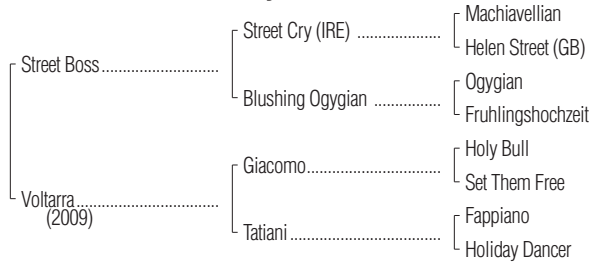 Machiavellian
Street Cry (IRE) ..................
Helen Street (GB)
Street Boss.........................
Ogygian
Blushing Ogygian ..............
Fruhlingshochzeit
Holy Bull
Giacomo.............................
Set Them Free
Voltarra..............................
(2009)
Fappiano
Tatiani................................
Holiday Dancer